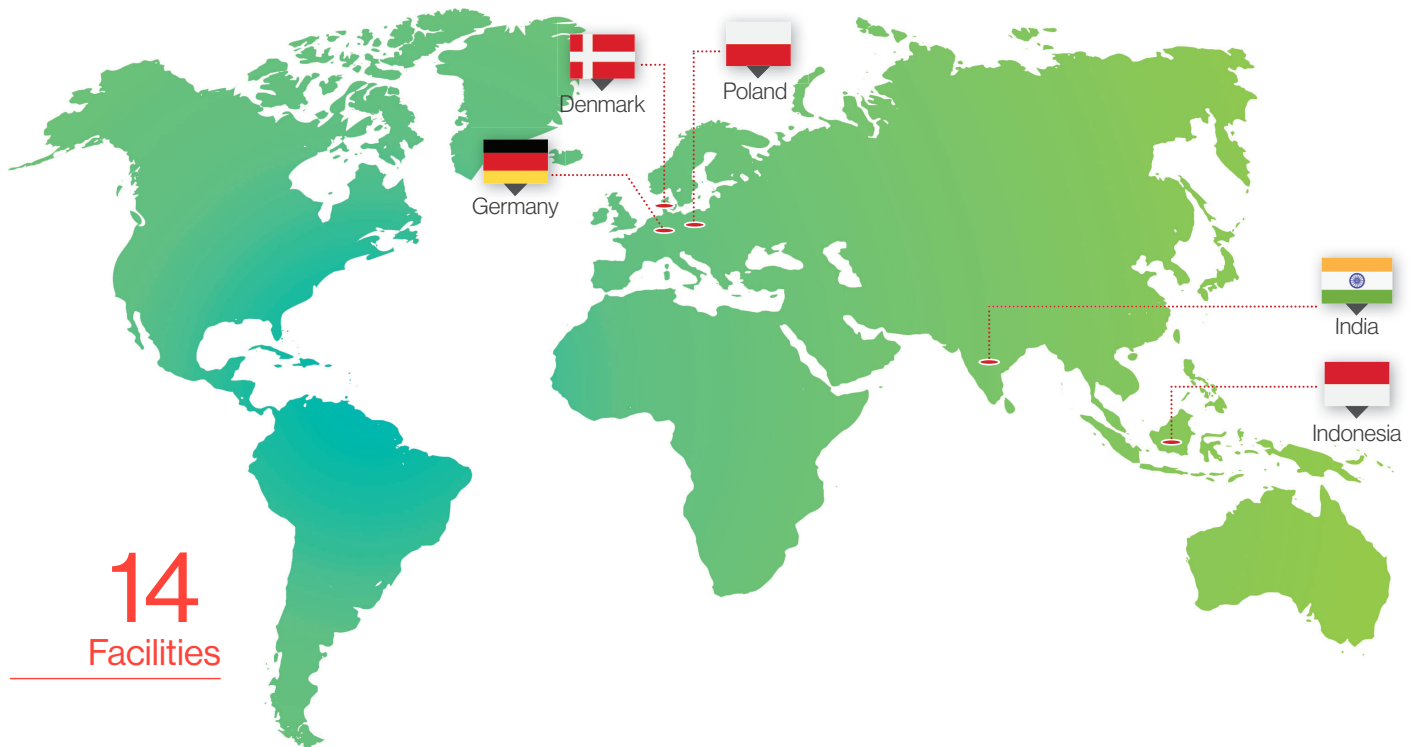 Denmark
Poland
Germany
India
Indonesia
14
Facilities